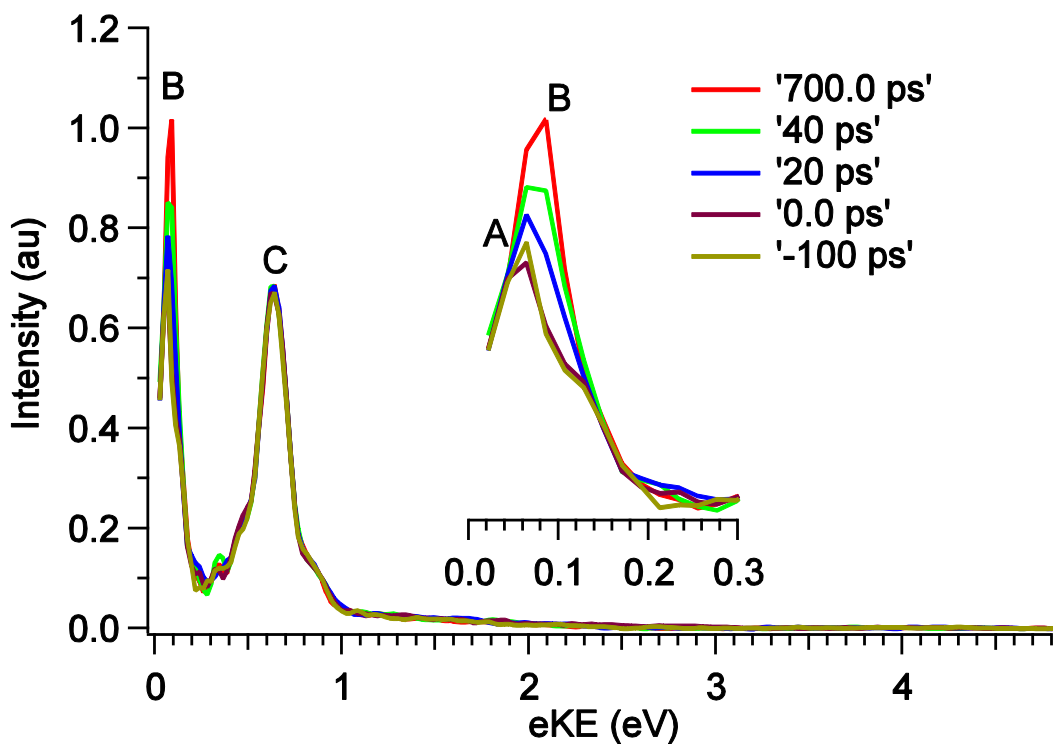 1.2
1.0
0.8
0.6
0.4
0.2
0.0
Intensity (au)
B
C
A
B
'700.0 ps'
'40 ps'
'20 ps'
'0.0 ps'
'-100 ps'
0.0 0.1 0.2 0.3
0 1 2 3 4
eKE (eV)